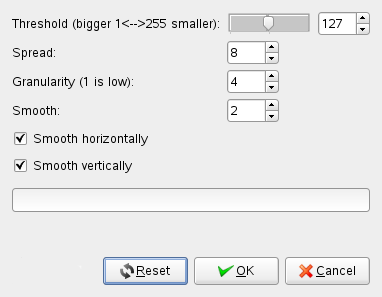 Threshold (bigger 1<-->255 smaller): 127
Spread: 8
Granularity (1 is low): 4
Smooth: 2
Smooth horizontally
Smooth vertically
Reset OK Cancel